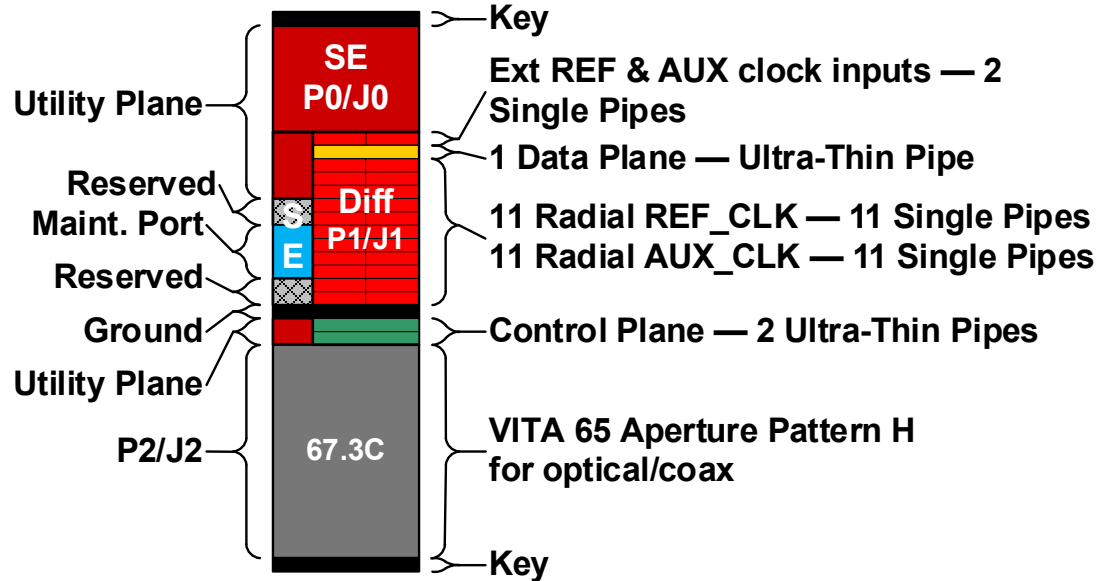 Key
SE
P0/J0
Utility Plane
Ext REF & AUX clock inputs — 2
Single Pipes
1 Data Plane — Ultra-Thin Pipe
Reserved
Maint. Port
Reserved
S
E
Diff
P1/J1
11 Radial REF_CLK — 11 Single Pipes
11 Radial AUX_CLK — 11 Single Pipes
Ground
Utility Plane
Control Plane — 2 Ultra-Thin Pipes
P2/J2
67.3C
VITA 65 Aperture Pattern H
for optical/coax
Key